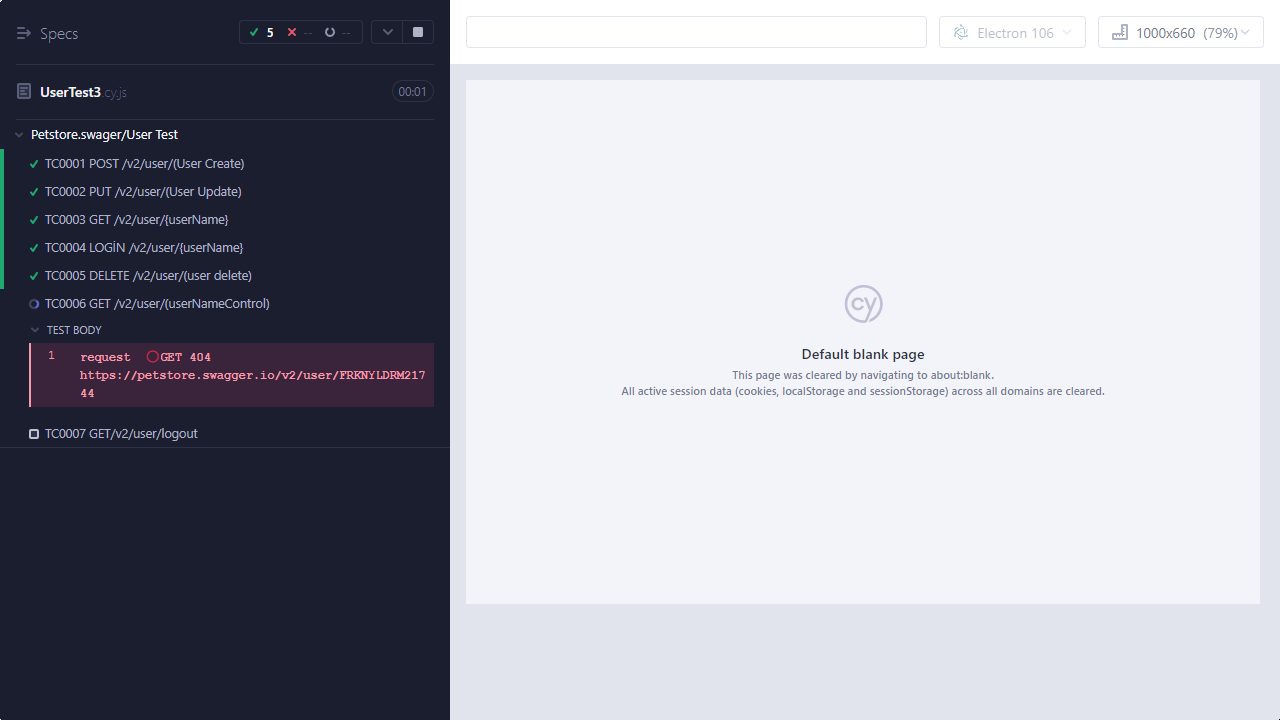 Specs
5
--
--
Electron 106
1000x660 (79%)
UserTest3.cy.js
00:01
Petstore.swager/User Test
TC0001 POST /v2/user/(User Create)
TC0002 PUT /v2/user/(User Update)
TC0003 GET /v2/user/{userName}
TC0004 LOGİN /v2/user/{userName}
TC0005 DELETE /v2/user/(user delete)
TC0006 GET /v2/user/(userNameControl)
TEST BODY
1 request GET 404
https://petstore.swagger.io/v2/user/FRKNYLDRM217
44
TC0007 GET/v2/user/logout
cy
Default blank page
This page was cleared by navigating to about:blank.
All active session data (cookies, localStorage and sessionStorage) across all domains are cleared.